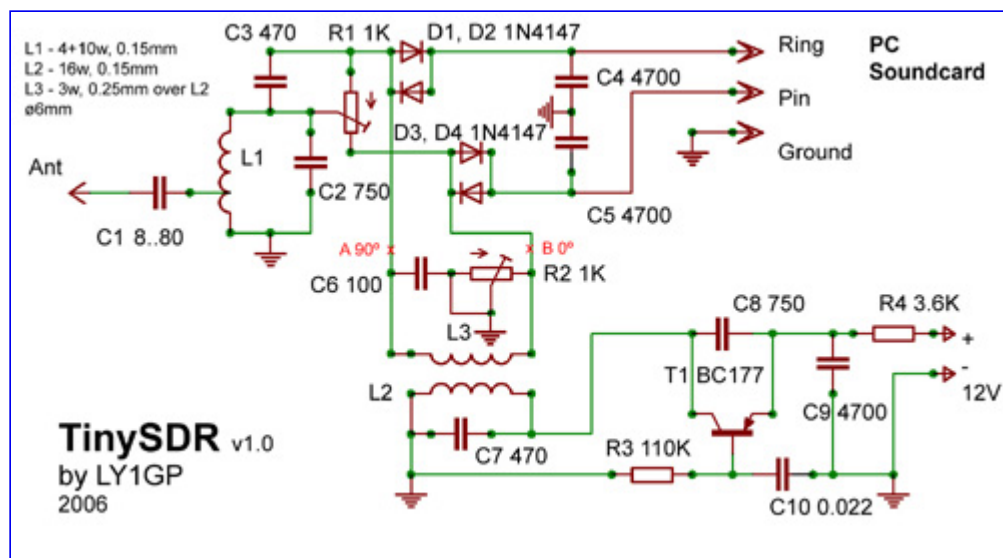 C3 470
R1 1K
D1, D2 1N4147
Ring
PC
Soundcard
L1 - 4+10w, 0.15mm
L2 - 16w, 0.15mm
L3 - 3w, 0.25mm over L2
ø6mm
C4 4700
Pin
D3, D4 1N4147
Ground
Ant
L1
C2 750
C5 4700
C1 8..80
A 90º
B 0º
C6 100
R2 1K
L3
C8 750
R4 3.6K
+
-
12V
L2
T1 BC177
C9 4700
TinySDR v1.0
by LY1GP
2006
C7 470
R3 110K
C10 0.022